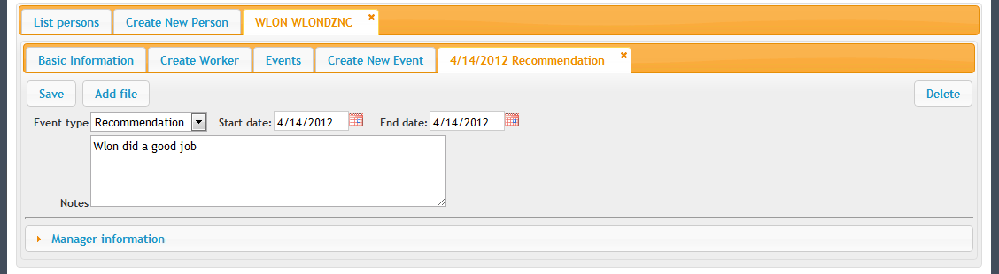 List persons Create New Person WLON WLONDZNC
Basic Information Create Worker Events Create New Event 4/14/2012 Recommendation
Save Add file Delete
Event type Recommendation Start date: 4/14/2012 End date: 4/14/2012
Wlon did a good job
Notes
Manager information